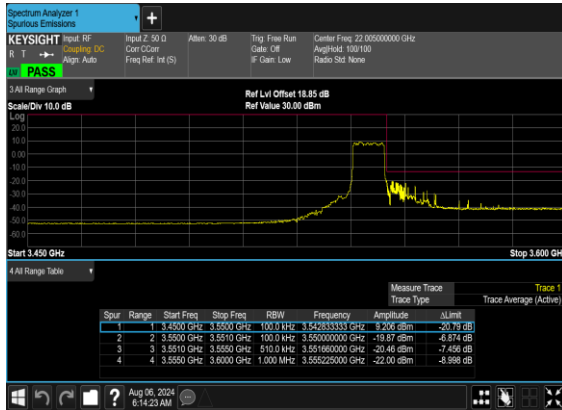 Spectrum Analyzer 1
Spurious Emissions
+
KEYSIGHT Input: RF Input Z: 50 Ω Atten: 30 dB Trig: Free Run Center Freq: 22.005000000 GHz
R T Coupling: DC Corr CCorr Gate: Off Avg|Hold: 100/100
Align: Auto Freq Ref: Int (S) IF Gain: Low Radio Std: None
PASS
3 All Range Graph
Ref Lvl Offset 18.85 dB
Scale/Div 10.0 dB Ref Value 30.00 dBm
Log
20.0
10.0
0.00
-10.0
-20.0
-30.0
-40.0
-50.0
-60.0
Start 3.450 GHz Stop 3.600 GH
4 All Range Table
Measure Trace Trace 1
Trace Type Trace Average (Active)
Spur Range Start Freq Stop Freq RBW Frequency Amplitude ΔLimit
1 1 3.4500 GHz 3.5500 GHz 100.0 kHz 3.542833333 GHz 9.206 dBm -20.79 dB
2 2 3.5500 GHz 3.5510 GHz 100.0 kHz 3.550000000 GHz -19.87 dBm -6.874 dB
3 3 3.5510 GHz 3.5550 GHz 510.0 kHz 3.551660000 GHz -20.46 dBm -7.456 dB
4 4 3.5550 GHz 3.6000 GHz 1.000 MHz 3.555225000 GHz -22.00 dBm -8.998 dB
? Aug 06, 2024
6:14:23 AM